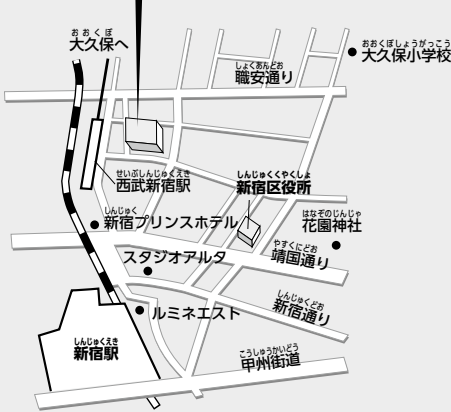 おおくぼ
大久保へ
おおくぼしょうがっこう
大久保小学校
しょくあんどお
職安通り
せいぶしんじゅくえき
西武新宿駅
しんじゅくくやくしょ
新宿区役所
しんじゅく
新宿プリンスホテル
はなぞのじんじゃ
花園神社
やすくにどお
靖国通り
スタジオアルタ
しんじゅくどお
新宿通り
ルミネエスト
しんじゅくえき
新宿駅
こうしゅうかいどう
甲州街道